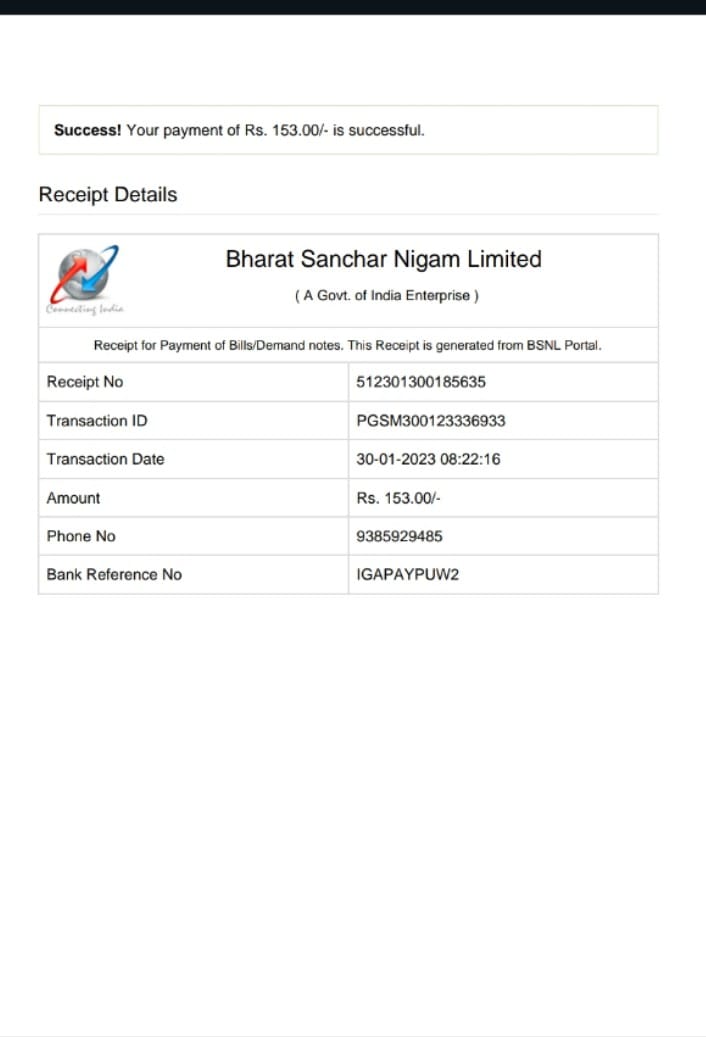 Success! Your payment of Rs. 153.00/- is successful.
Receipt Details
Bharat Sanchar Nigam Limited
( A Govt. of India Enterprise )
Connecting India
Receipt for Payment of Bills/Demand notes. This Receipt is generated from BSNL Portal.
Receipt No 512301300185635
Transaction ID PGSM300123336933
Transaction Date 30-01-2023 08:22:16
Amount Rs. 153.00/-
Phone No 9385929485
Bank Reference No IGAPAYPUW2